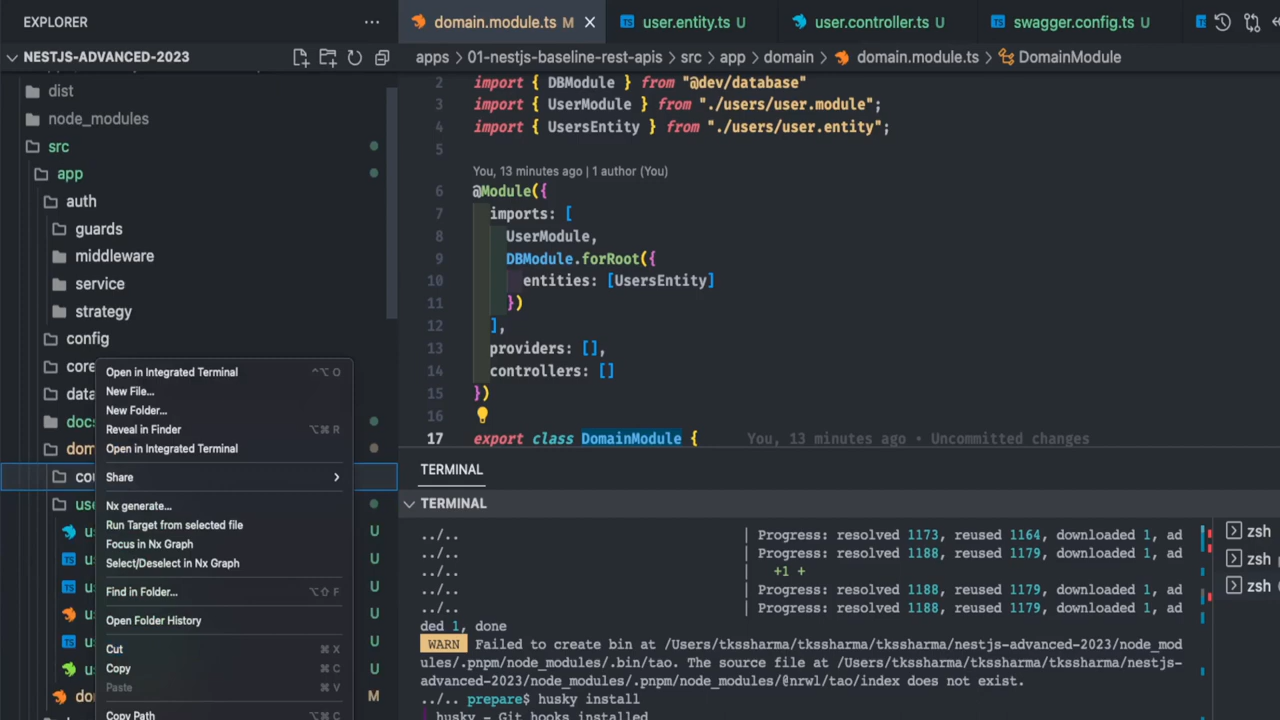 EXPLORER
NESTJS-ADVANCED-2023
dist
node_modules
src
app
auth
guards
middleware
service
strategy
config
Open in Integrated Terminal ^⌥ O
New File...
New Folder...
Reveal in Finder ⌥⌘ R
Open in Integrated Terminal
Share
Nx generate...
Run Target from selected file
Focus in Nx Graph
Select/Deselect in Nx Graph
Find in Folder... ⌥⇧ F
Open Folder History
Cut ⌘ X
Copy ⌘ C
Paste ⌘ V
Copy Path ⌥⌘ C
U
U
U
U
U
U
M
domain.module.ts M
user.entity.ts U
user.controller.ts U
swagger.config.ts U
apps > 01-nestjs-baseline-rest-apis > src > app > domain > domain.module.ts > DomainModule
2 import { DBModule } from "@dev/database"
3 import { UserModule } from "./users/user.module";
4 import { UsersEntity } from "./users/user.entity";
5
You, 13 minutes ago | 1 author (You)
6 @Module({
7 imports: [
8 UserModule,
9 DBModule.forRoot({
10 entities: [UsersEntity]
11 })
12 ],
13 providers: [],
14 controllers: []
15 })
16
17 export class DomainModule { You, 13 minutes ago • Uncommitted changes
TERMINAL
TERMINAL
../.. | Progress: resolved 1173, reused 1164, downloaded 1, ad
../.. | Progress: resolved 1188, reused 1179, downloaded 1, ad
../.. | +1 +
../.. | Progress: resolved 1188, reused 1179, downloaded 1, ad
../.. | Progress: resolved 1188, reused 1179, downloaded 1, ad
ded 1, done
WARN Failed to create bin at /Users/tkssharma/tkssharma/nestjs-advanced-2023/node_mod
ules/.pnpm/node_modules/.bin/tao. The source file at /Users/tkssharma/tkssharma/nestjs-
advanced-2023/node_modules/.pnpm/node_modules/@nrwl/tao/index does not exist.
../.. prepare$ husky install
husky - Git hooks installed
zsh
zsh
zsh